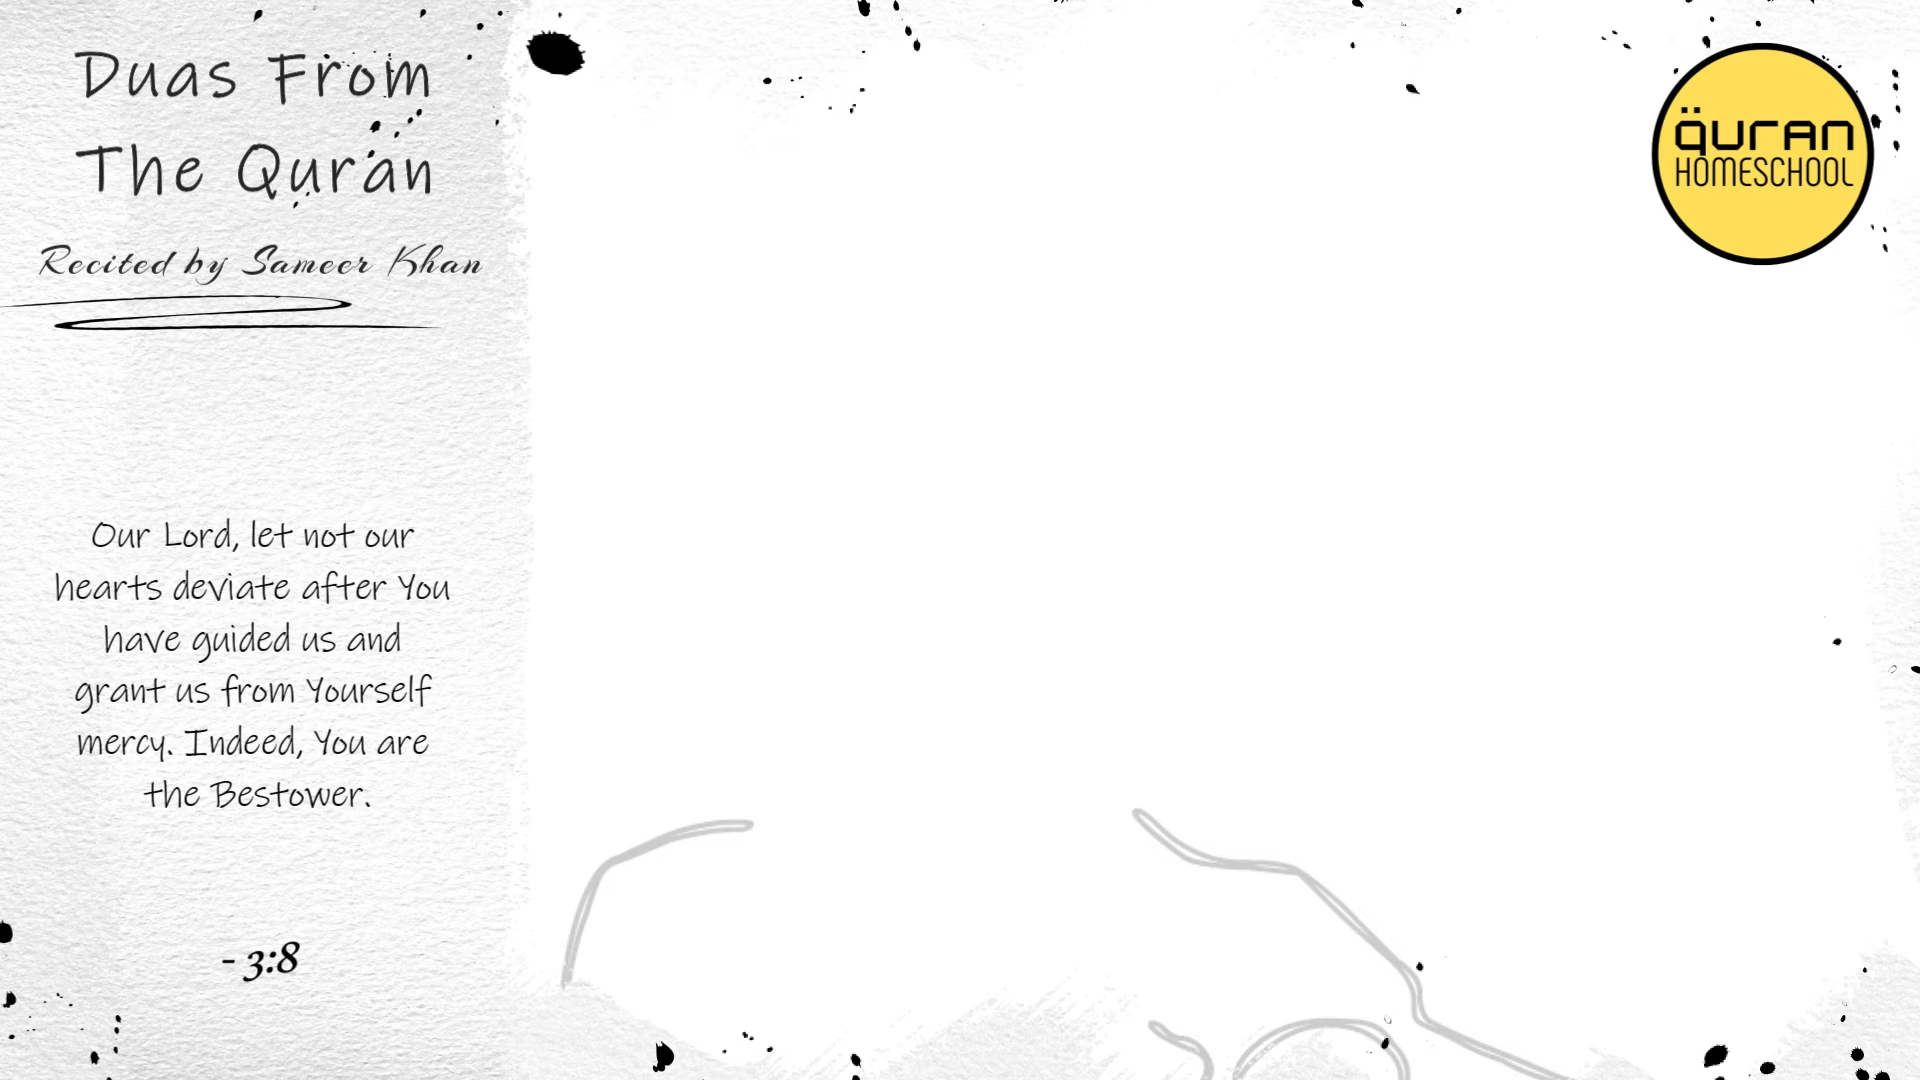 Duas From
The Quran
Recited by Sameer Khan
Our Lord, let not our
hearts deviate after You
have guided us and
grant us from Yourself
mercy. Indeed, You are
the Bestower.
- 3:8
QURAN
HOMESCHOOL